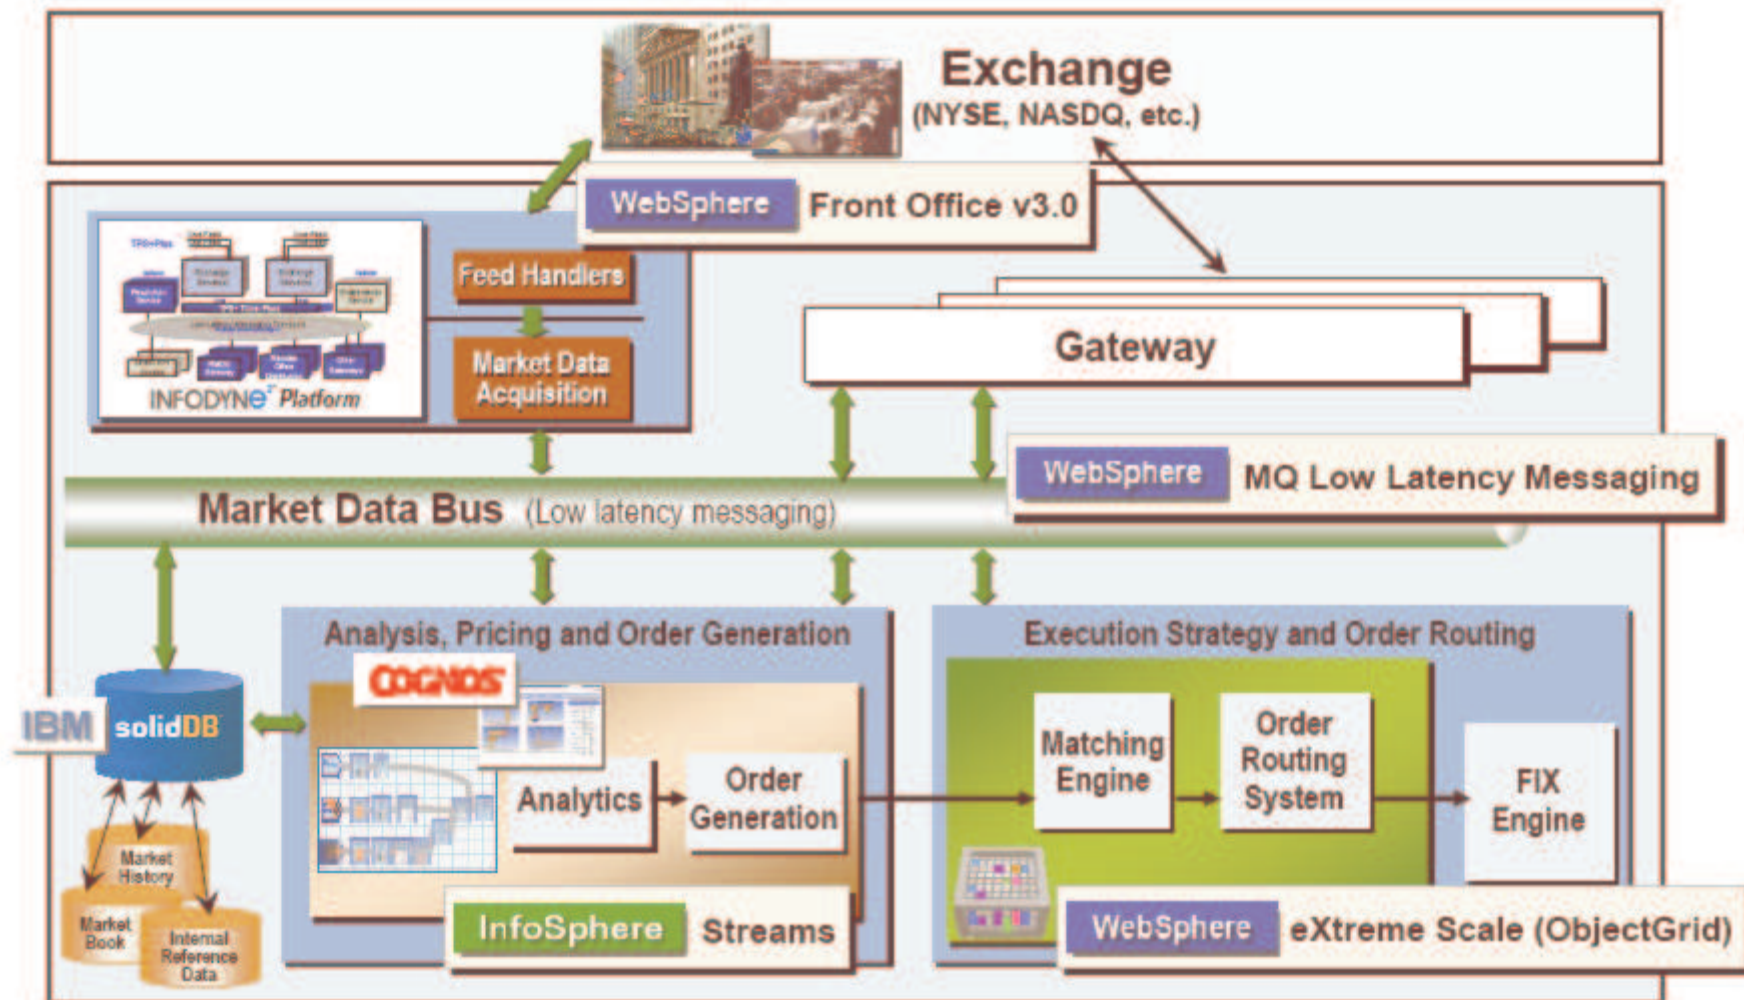 Exchange
(NYSE, NASDQ, etc.)
WebSphere Front Office v3.0
Feed Handlers
Market Data
Acquisition
INFODYNe² Platform
Gateway
WebSphere MQ Low Latency Messaging
Market Data Bus (Low latency messaging)
Analysis, Pricing and Order Generation
COGNOS
Analytics
Order
Generation
InfoSphere Streams
Execution Strategy and Order Routing
Matching
Engine
Order
Routing
System
FIX
Engine
WebSphere eXtreme Scale (ObjectGrid)
IBM solidDB
Market
History
Market
Book
Internal
Reference
Data